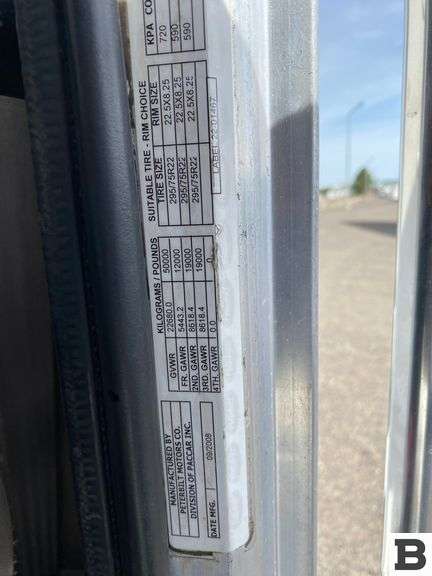 MANUFACTURED BY
PETERBILT MOTORS CO.
DIVISION OF PACCAR INC.
DATE MFG. 09/2008
KILOGRAMS / POUNDS
GVWR 22680.0 50000
FR. GAWR 5443.2 12000
2ND. GAWR 8618.4 19000
3RD. GAWR 8618.4 19000
4TH. GAWR 0.0 0
SUITABLE TIRE - RIM CHOICE
TIRE SIZE RIM SIZE KPA CO
295/75R22 22.5X8.25 720
295/75R22 22.5X8.25 590
295/75R22 22.5X8.25 590
LABEL
B